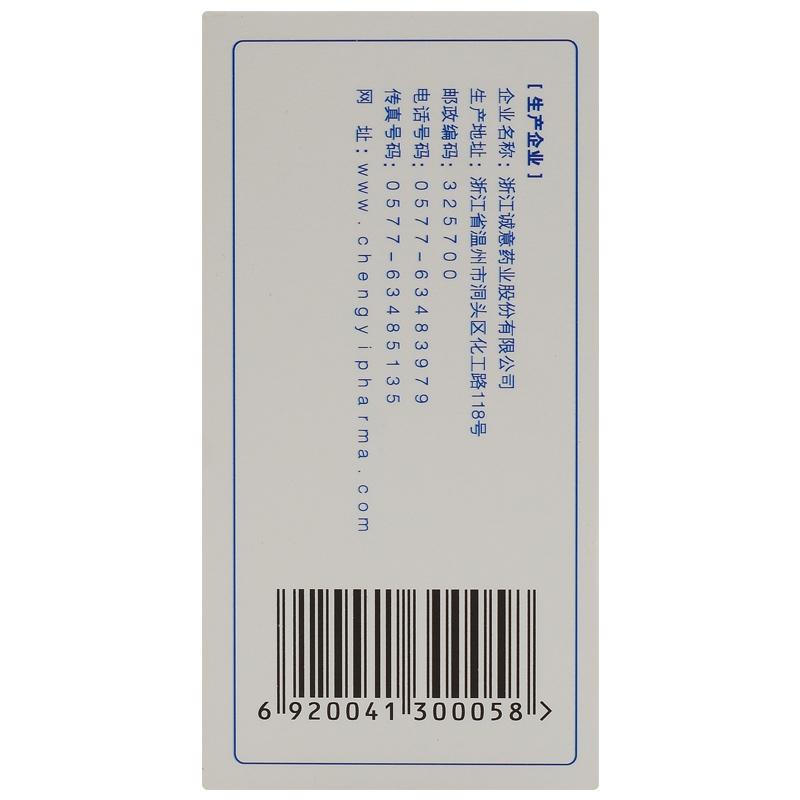 [ 生产企业 ]
企业名称：浙江诚意药业股份有限公司
生产地址：浙江省温州市洞头区化工路118号
邮政编码：325700
电话号码：0577-63483979
传真号码：0577-63485135
网 址：www.chengyipharma.com
6 920041 300058 >